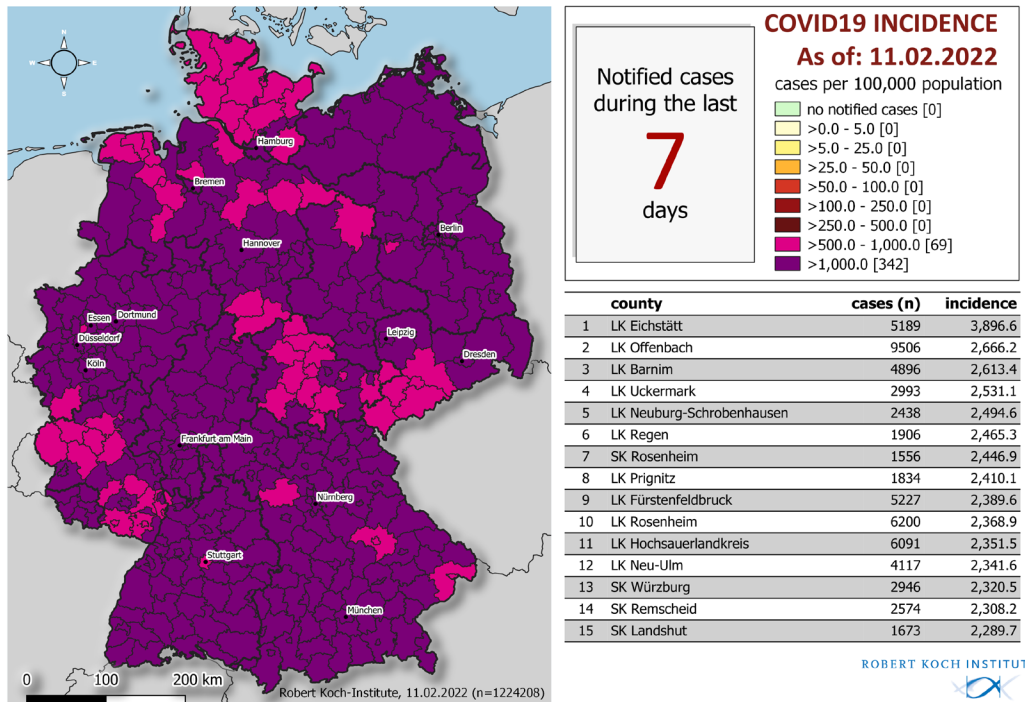 N
W
E
S
Hamburg
Bremen
Berlin
Hannover
Essen
Dortmund
Düsseldorf
Köln
Leipzig
Dresden
Frankfurt am Main
Nürnberg
Stuttgart
München
0 100 200 km
Robert Koch-Institute, 11.02.2022 (n=1224208)
Notified cases
during the last
7
days
COVID19 INCIDENCE
As of: 11.02.2022
cases per 100,000 population
no notified cases [0]
>0.0 - 5.0 [0]
>5.0 - 25.0 [0]
>25.0 - 50.0 [0]
>50.0 - 100.0 [0]
>100.0 - 250.0 [0]
>250.0 - 500.0 [0]
>500.0 - 1,000.0 [69]
>1,000.0 [342]
county cases (n) incidence
1 LK Eichstätt 5189 3,896.6
2 LK Offenbach 9506 2,666.2
3 LK Barnim 4896 2,613.4
4 LK Uckermark 2993 2,531.1
5 LK Neuburg-Schrobenhausen 2438 2,494.6
6 LK Regen 1906 2,465.3
7 SK Rosenheim 1556 2,446.9
8 LK Prignitz 1834 2,410.1
9 LK Fürstenfeldbruck 5227 2,389.6
10 LK Rosenheim 6200 2,368.9
11 LK Hochsauerlandkreis 6091 2,351.5
12 LK Neu-Ulm 4117 2,341.6
13 SK Würzburg 2946 2,320.5
14 SK Remscheid 2574 2,308.2
15 SK Landshut 1673 2,289.7
ROBERT KOCH INSTITUT